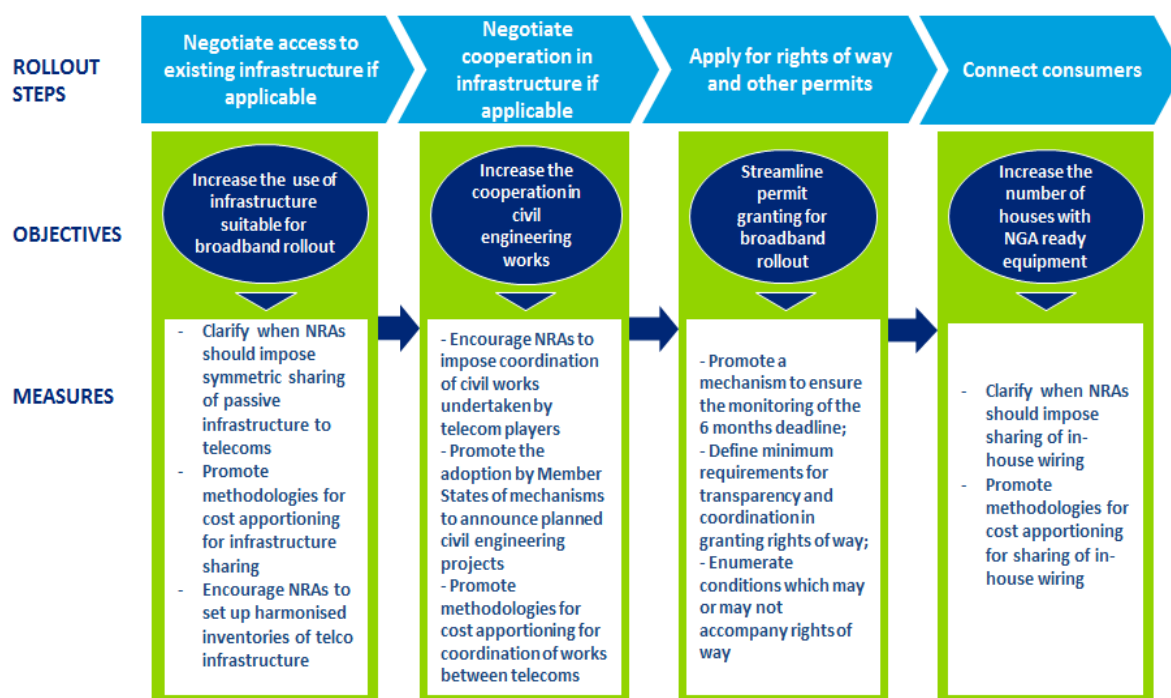 ROLLOUT
STEPS
Negotiate access to
existing infrastructure if
applicable
Negotiate
cooperation in
infrastructure if
applicable
Apply for rights of way
and other permits
Connect consumers
OBJECTIVES
Increase the use of
infrastructure
suitable for
broadband rollout
Increase the
cooperation in
civil
engineering
works
Streamline
permit
granting for
broadband
rollout
Increase the
number of
houses with
NGA ready
equipment
MEASURES
- Clarify when NRAs
should impose
symmetric sharing
of passive
infrastructure to
telecoms
- Promote
methodologies for
cost apportioning
for infrastructure
sharing
- Encourage NRAs to
set up harmonised
inventories of telco
infrastructure
- Encourage NRAs to
impose coordination
of civil works
undertaken by
telecom players
- Promote the
adoption by Member
States of mechanisms
to announce planned
civil engineering
projects
- Promote
methodologies for
cost apportioning for
coordination of works
between telecoms
- Promote a
mechanism to ensure
the monitoring of the
6 months deadline;
- Define minimum
requirements for
transparency and
coordination in
granting rights of way;
- Enumerate
conditions which may
or may not
accompany rights of
way
- Clarify when NRAs
should impose
sharing of in-
house wiring
- Promote
methodologies for
cost apportioning
for sharing of in-
house wiring